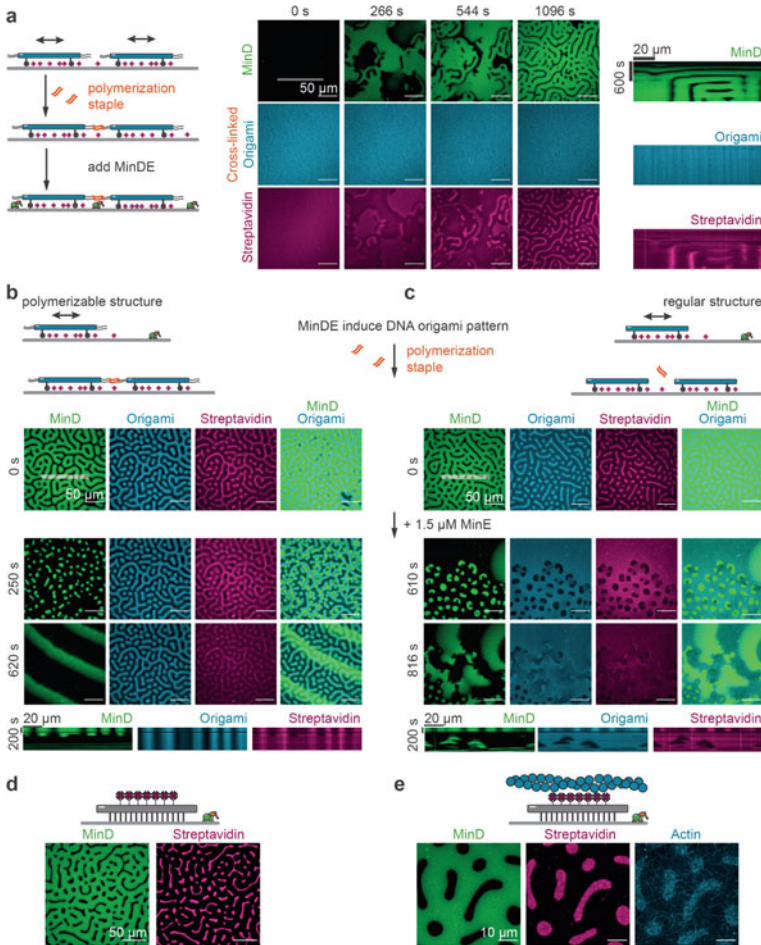 a
polymerization
staple
add MinDE
0 s 266 s 544 s 1096 s
MinD
50 µm
Cross-linked
Origami
Streptavidin
20 µm
MinD
600 s
Origami
Streptavidin
b
polymerizable structure
MinDE induce DNA origami pattern
polymerization
staple
c
regular structure
MinD Origami Streptavidin MinD
Origami
0 s
50 µm
250 s
620 s
20 µm
MinD Origami Streptavidin
200 s
MinD Origami Streptavidin MinD
Origami
0 s
50 µm
+ 1.5 µM MinE
610 s
816 s
20 µm
MinD Origami Streptavidin
200 s
d
MinD Streptavidin
50 µm
e
MinD Streptavidin Actin
10 µm